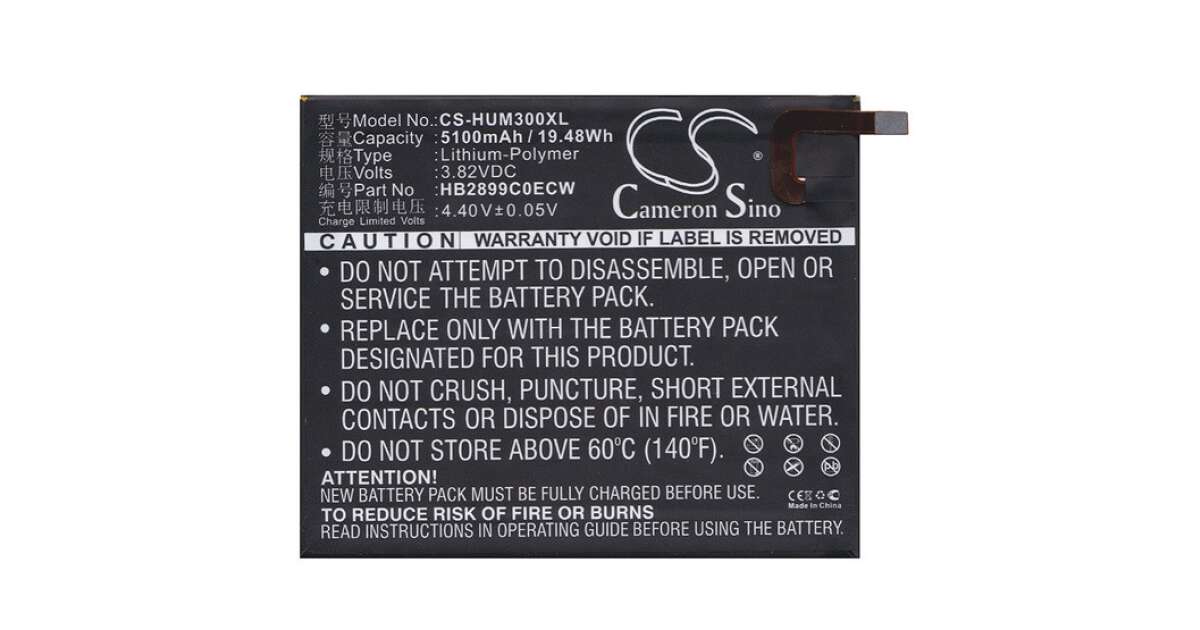 型号Model No.:CS-HUM300XL
容量Capacity :5100mAh / 19.48Wh
规格Type :Lithium-Polymer
电压Volts :3.82VDC
编号Part No :HB2899C0ECW
充电限制电压:4.40V±0.05V
Charge Limited Volts
CS ®
Cameron Sino
CAUTION WARRANTY VOID IF LABEL IS REMOVED
• DO NOT ATTEMPT TO DISASSEMBLE, OPEN OR
SERVICE THE BATTERY PACK.
• REPLACE ONLY WITH THE BATTERY PACK
DESIGNATED FOR THIS PRODUCT.
• DO NOT CRUSH, PUNCTURE, SHORT EXTERNAL
CONTACTS OR DISPOSE OF IN FIRE OR WATER.
• DO NOT STORE ABOVE 60°C (140°F).
Pb
ATTENTION!
NEW BATTERY PACK MUST BE FULLY CHARGED BEFORE USE.
CE
Made In China
TO REDUCE RISK OF FIRE OR BURNS
READ INSTRUCTIONS IN OPERATING GUIDE BEFORE USING THE BATTERY.